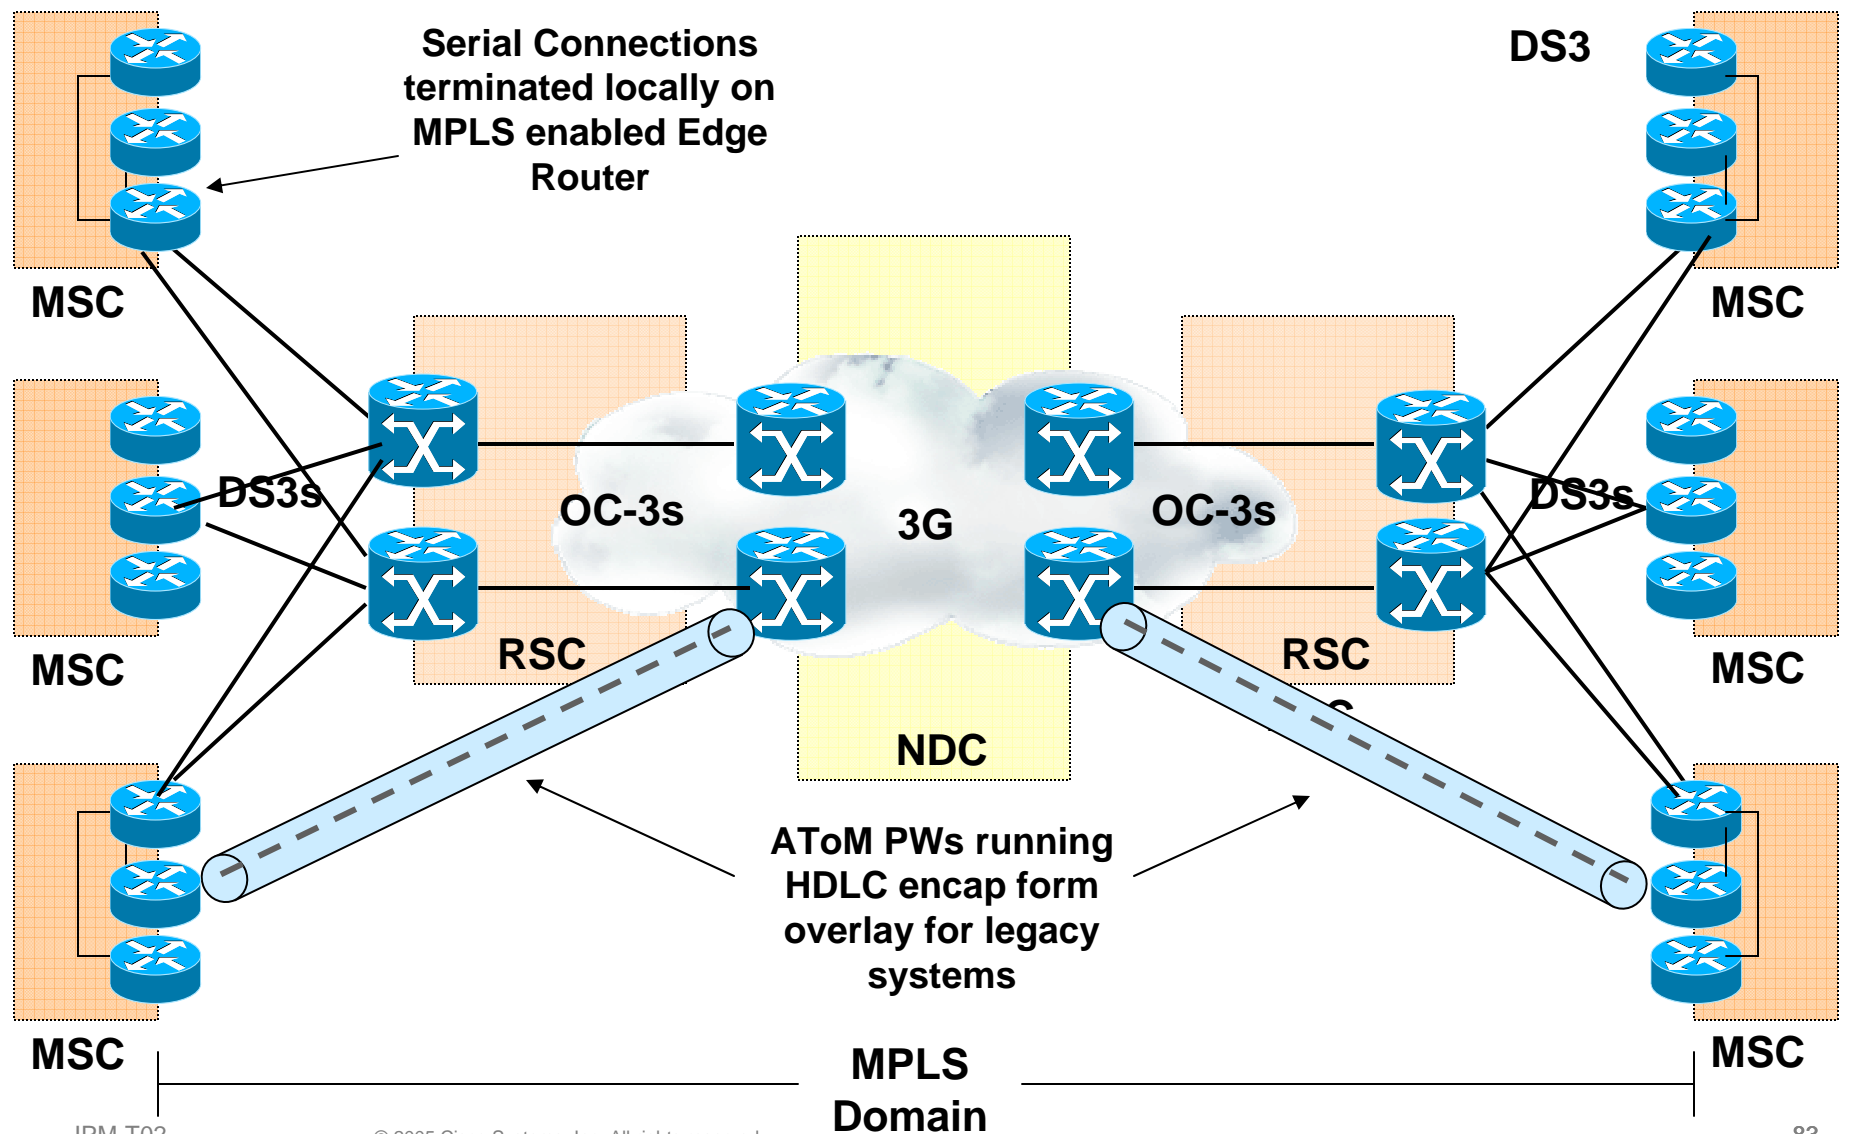 Serial Connections
terminated locally on
MPLS enabled Edge
Router
DS3
MSC
MSC
DS3s
OC-3s
3G
OC-3s
DS3s
RSC
RSC
MSC
MSC
NDC
AToM PWs running
HDLC encap form
overlay for legacy
systems
MSC
MSC
MPLS
Domain
83